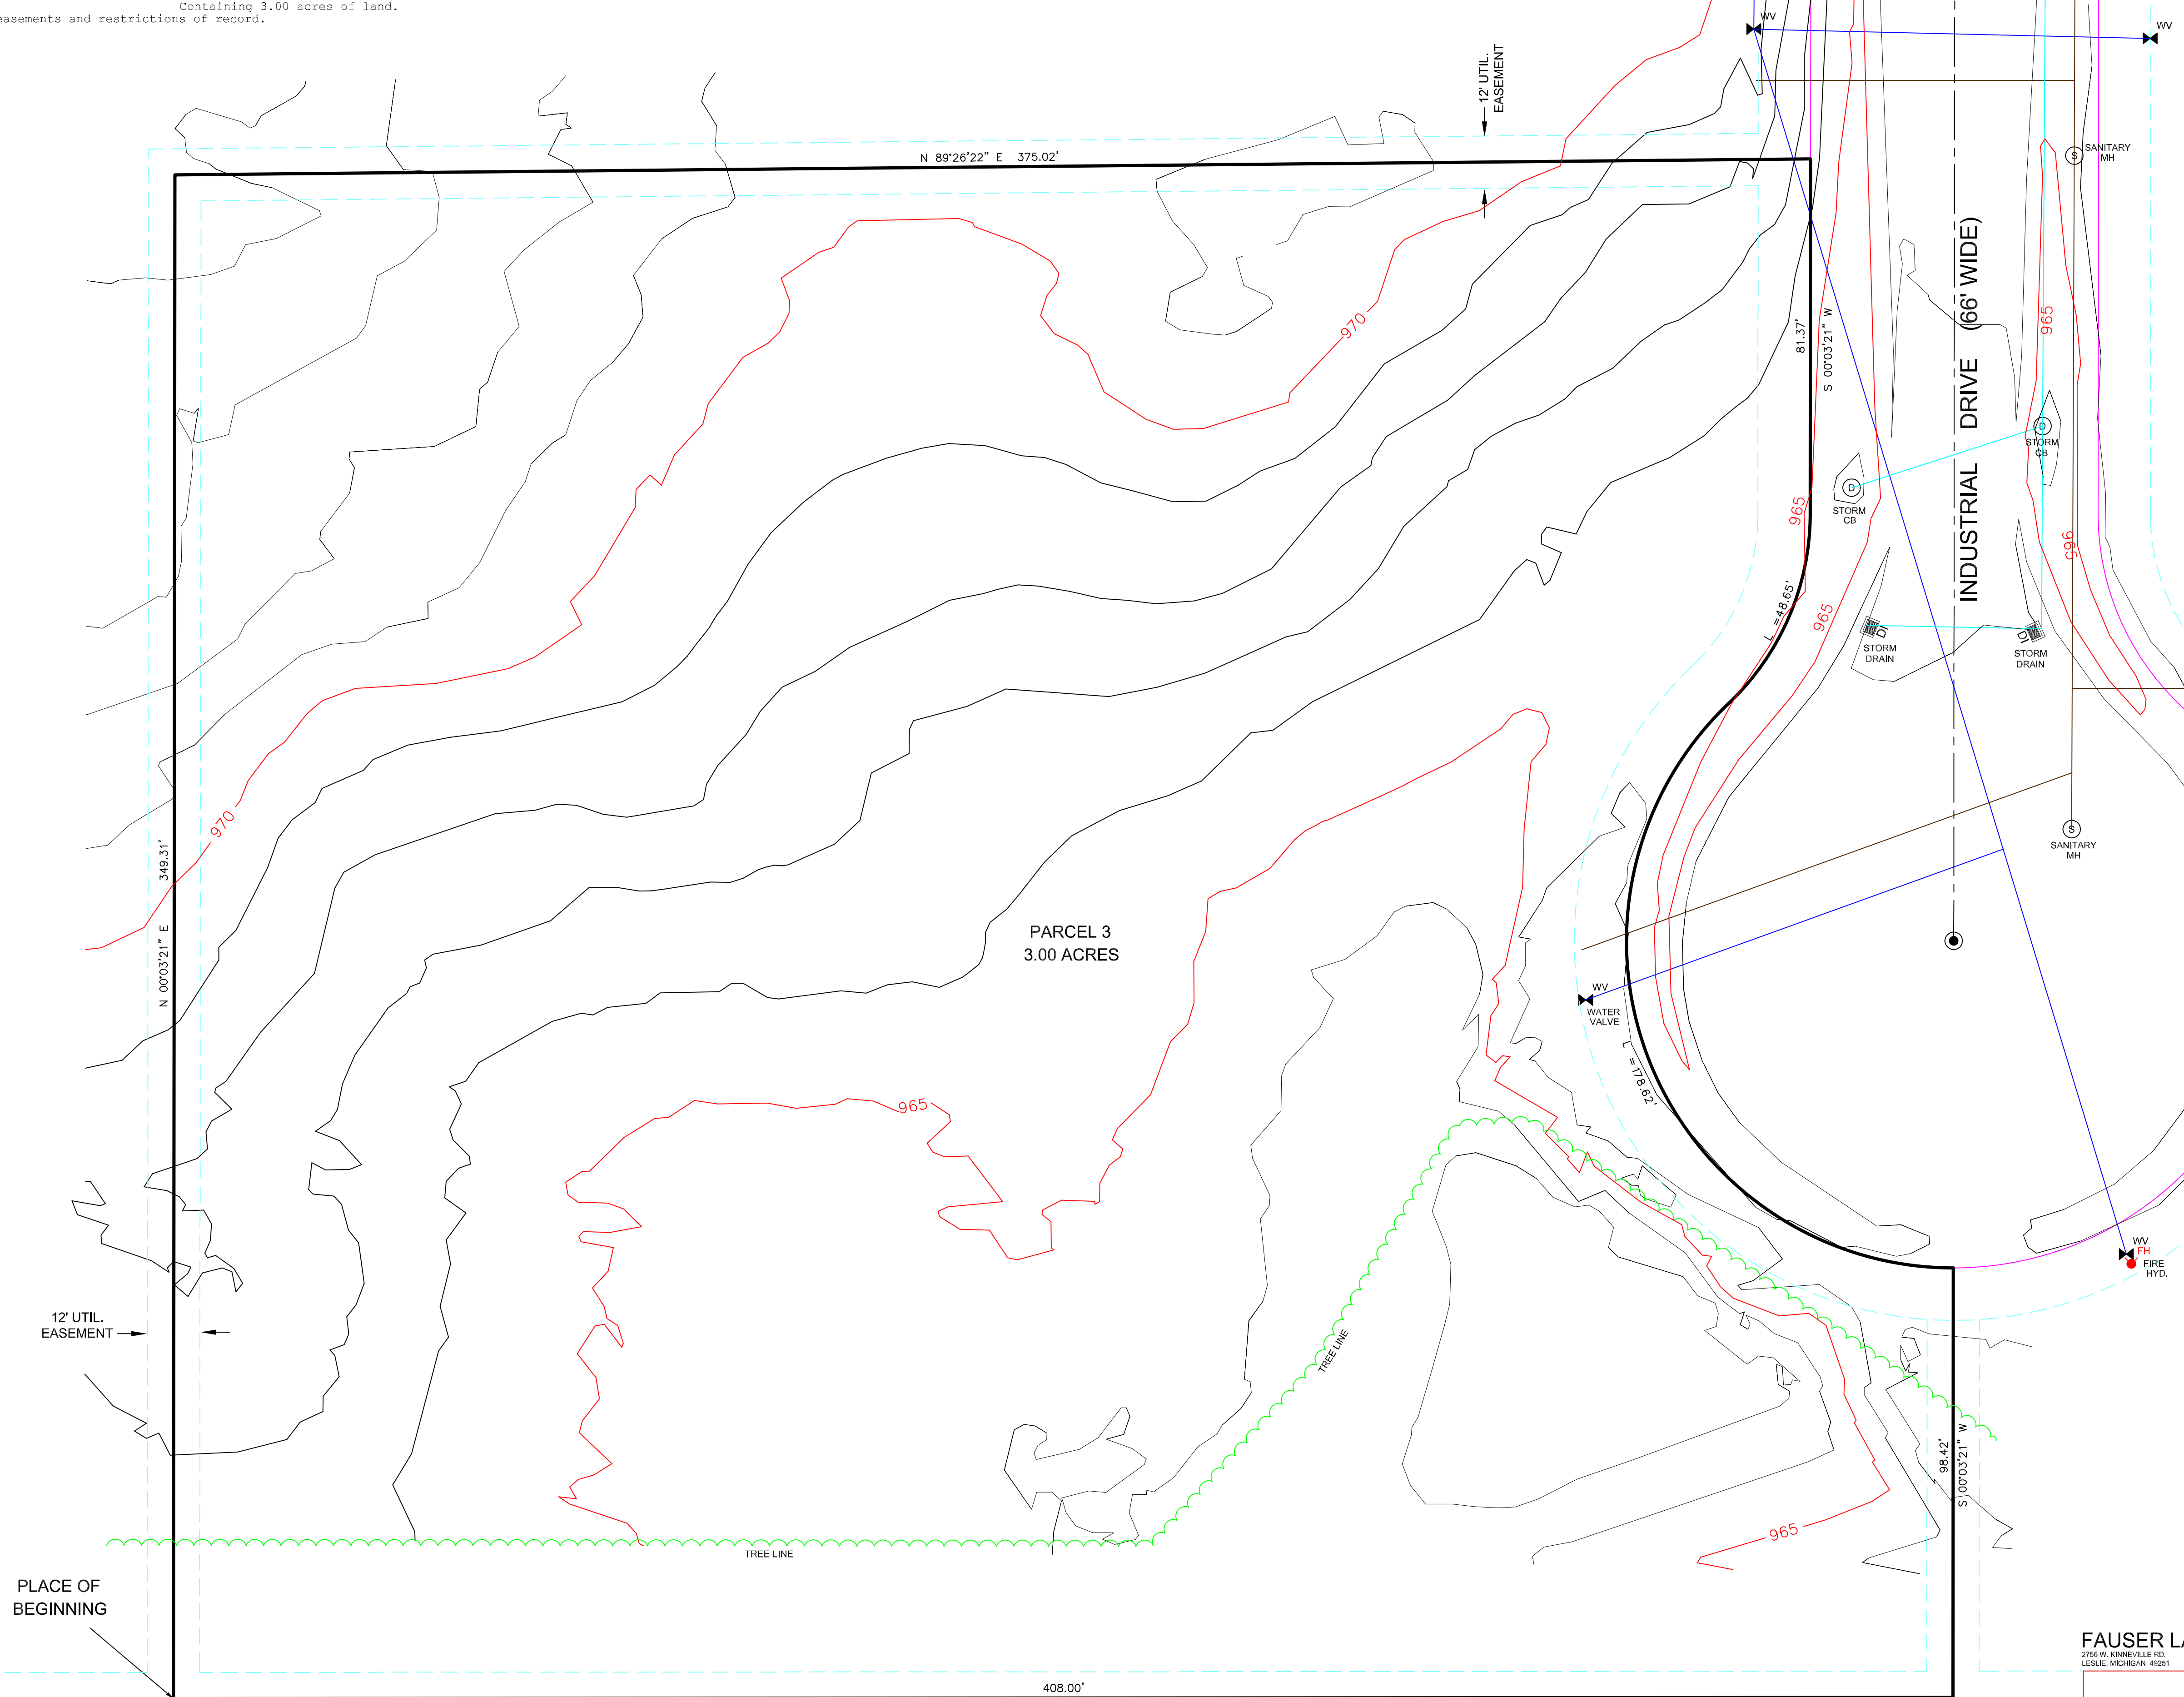 Containing 3.00 acres of land.
easements and restrictions of record.
WV
WV
12' UTIL.
EASEMENT
N 89°26'22" E 375.02'
S
SANITARY
MH
INDUSTRIAL DRIVE (66' WIDE)
970
965
81.37'
S 00°03'21" W
D
STORM
CB
D
STORM
CB
965
965
L =48.65'
965
DI
STORM
DRAIN
DI
STORM
DRAIN
970
349.31'
N 00°03'21" E
S
SANITARY
MH
PARCEL 3
3.00 ACRES
WV
WATER
VALVE
L =178.62'
965
WV
FH
FIRE
HYD.
12' UTIL.
EASEMENT
TREE LINE
98.42'
S 00°03'21" W
965
TREE LINE
PLACE OF
BEGINNING
FAUSER LA
2756 W. KINNEVILLE RD.
LESLIE, MICHIGAN 49251
408.00'